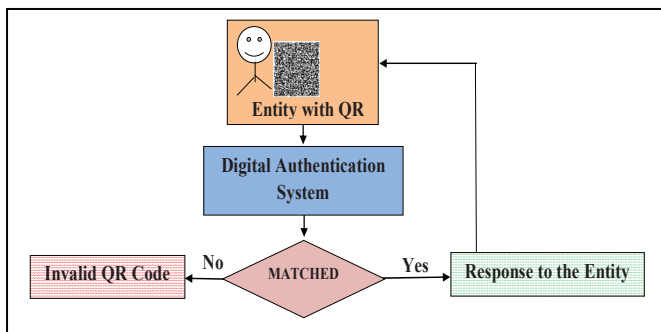 Entity with QR
Digital Authentication
System
No
MATCHED
Yes
Invalid QR Code
Response to the Entity